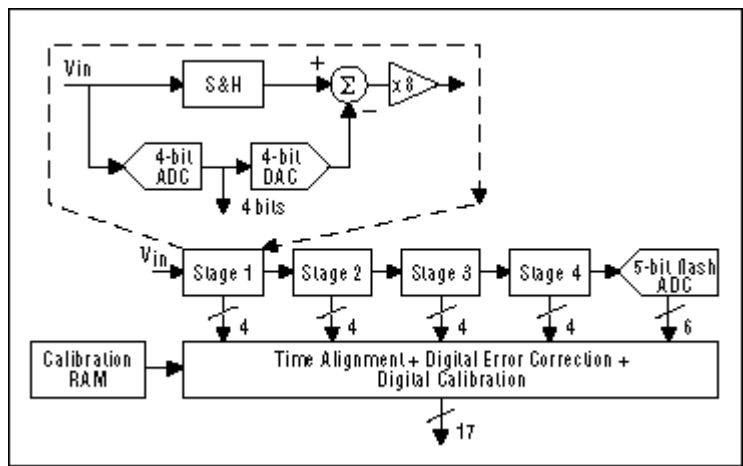 Vin
S&H
+
Σ
x 8
–
4-bit
ADC
4-bit
DAC
4 bits
Vin
Stage 1
Stage 2
Stage 3
Stage 4
5-bit flash
ADC
4
4
4
4
6
Calibration
RAM
Time Alignment + Digital Error Correction +
Digital Calibration
17